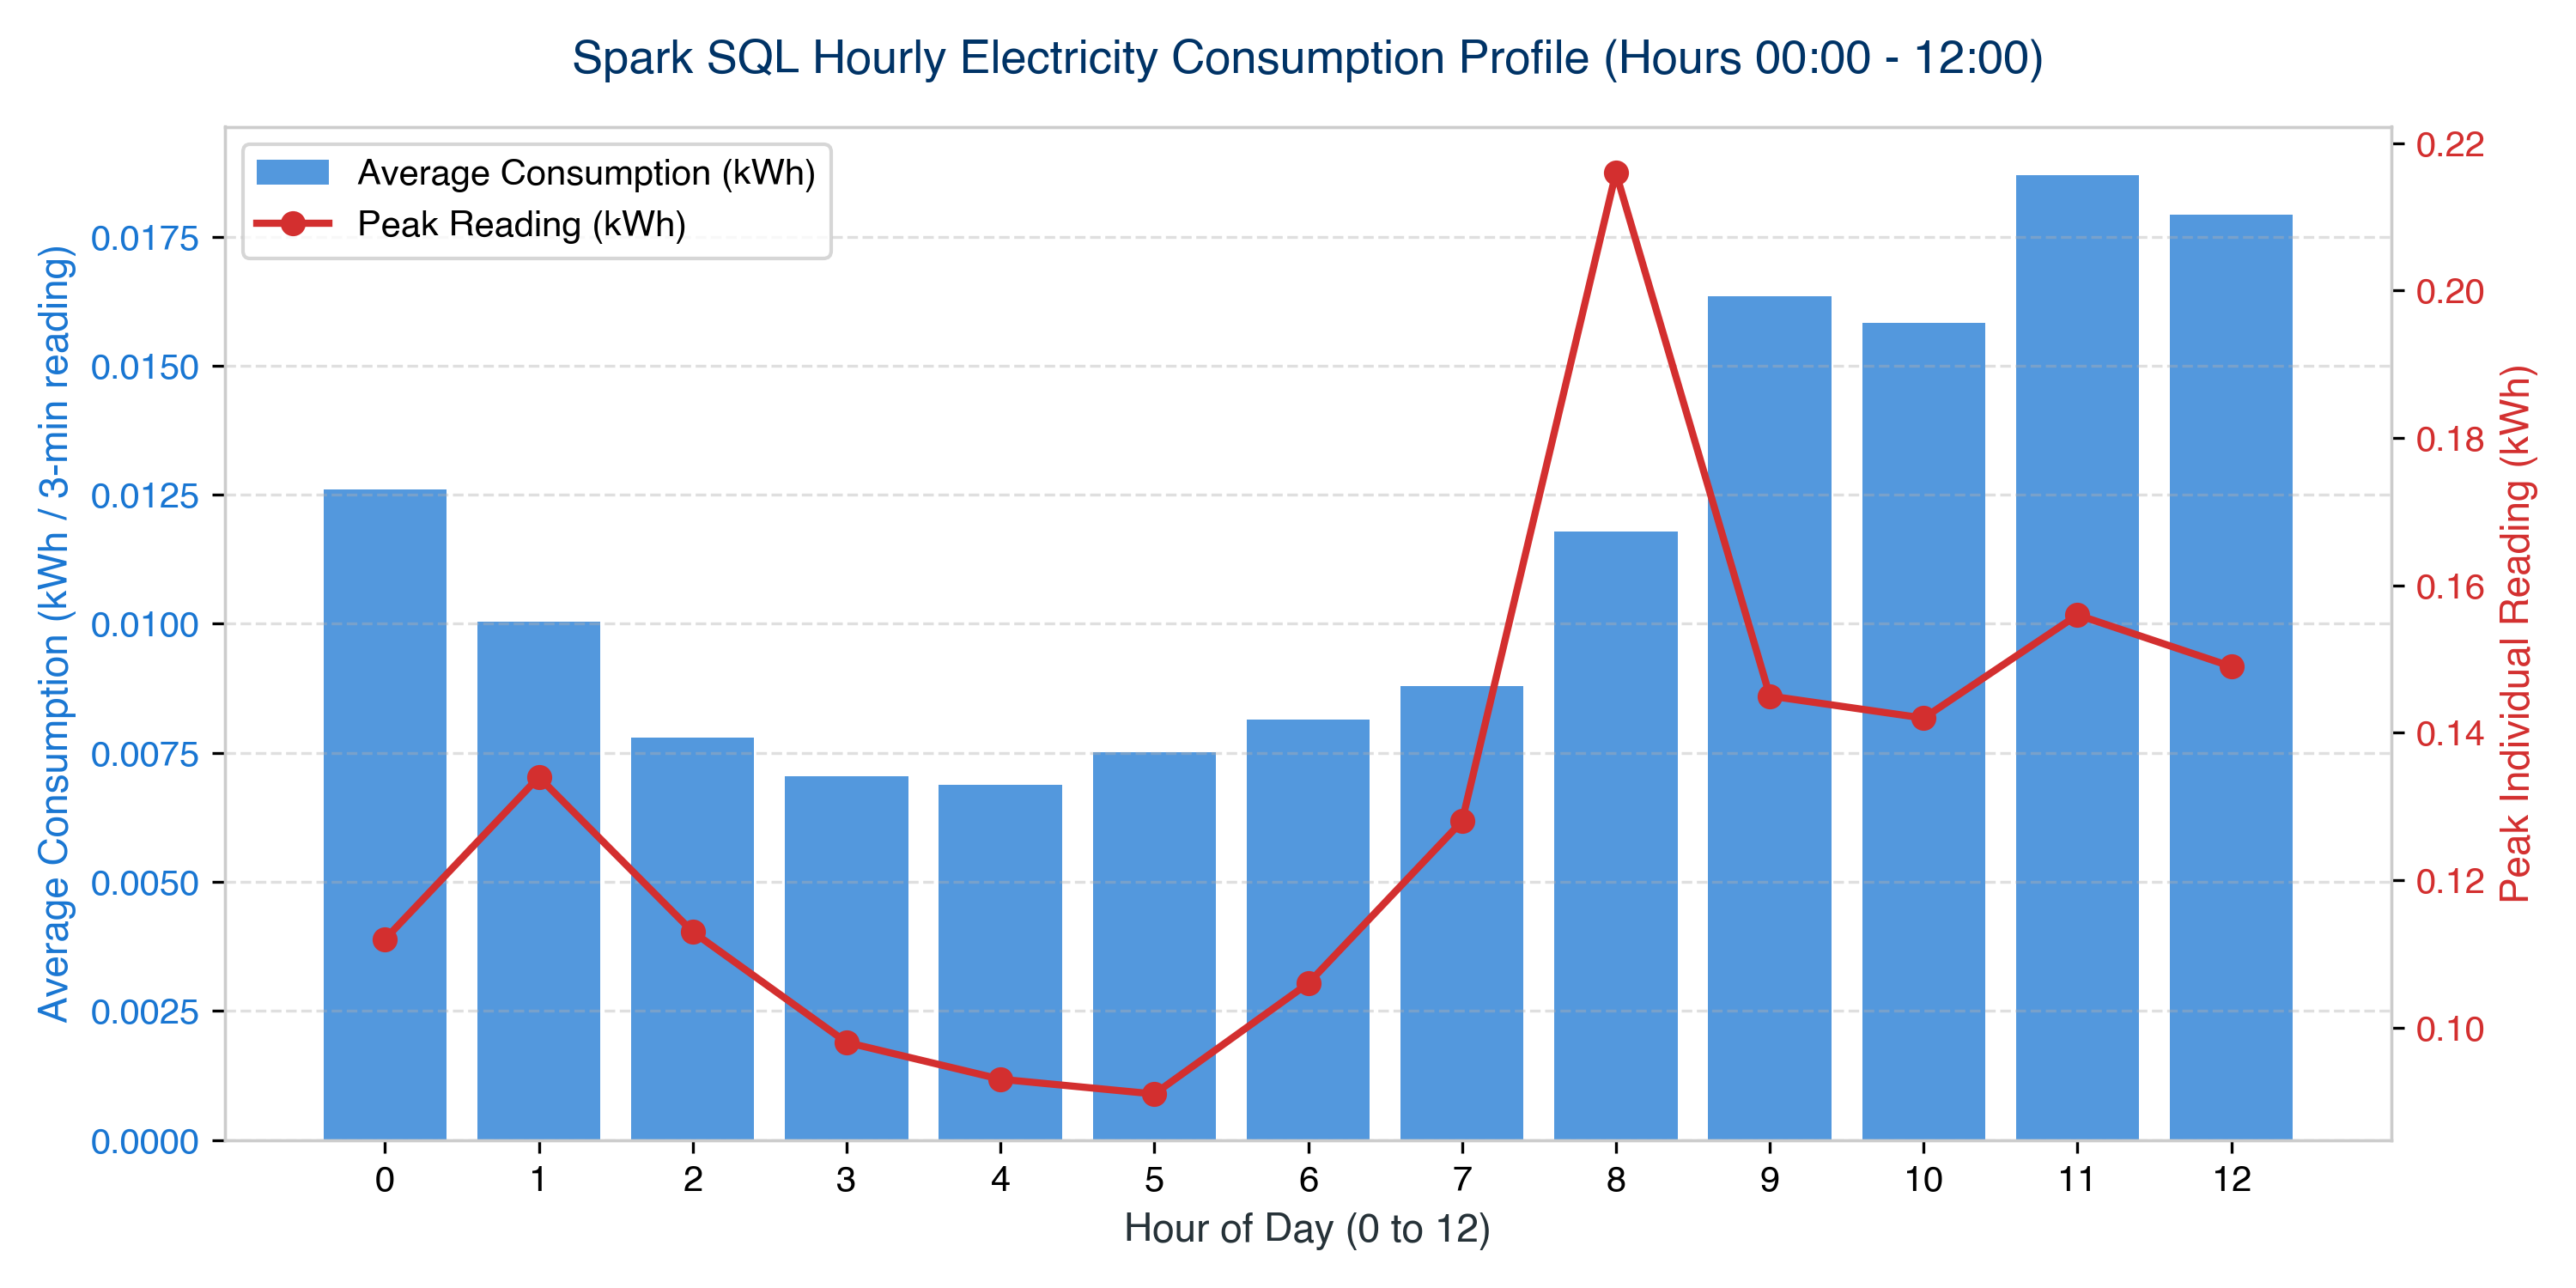 Spark SQL Hourly Electricity Consumption Profile (Hours 00:00 - 12:00)
Average Consumption (kWh)
Peak Reading (kWh)
Average Consumption (kWh / 3-min reading)
0.0175
0.0150
0.0125
0.0100
0.0075
0.0050
0.0025
0.0000
0.22
0.20
0.18
0.16
0.14
0.12
0.10
Peak Individual Reading (kWh)
0 1 2 3 4 5 6 7 8 9 10 11 12
Hour of Day (0 to 12)